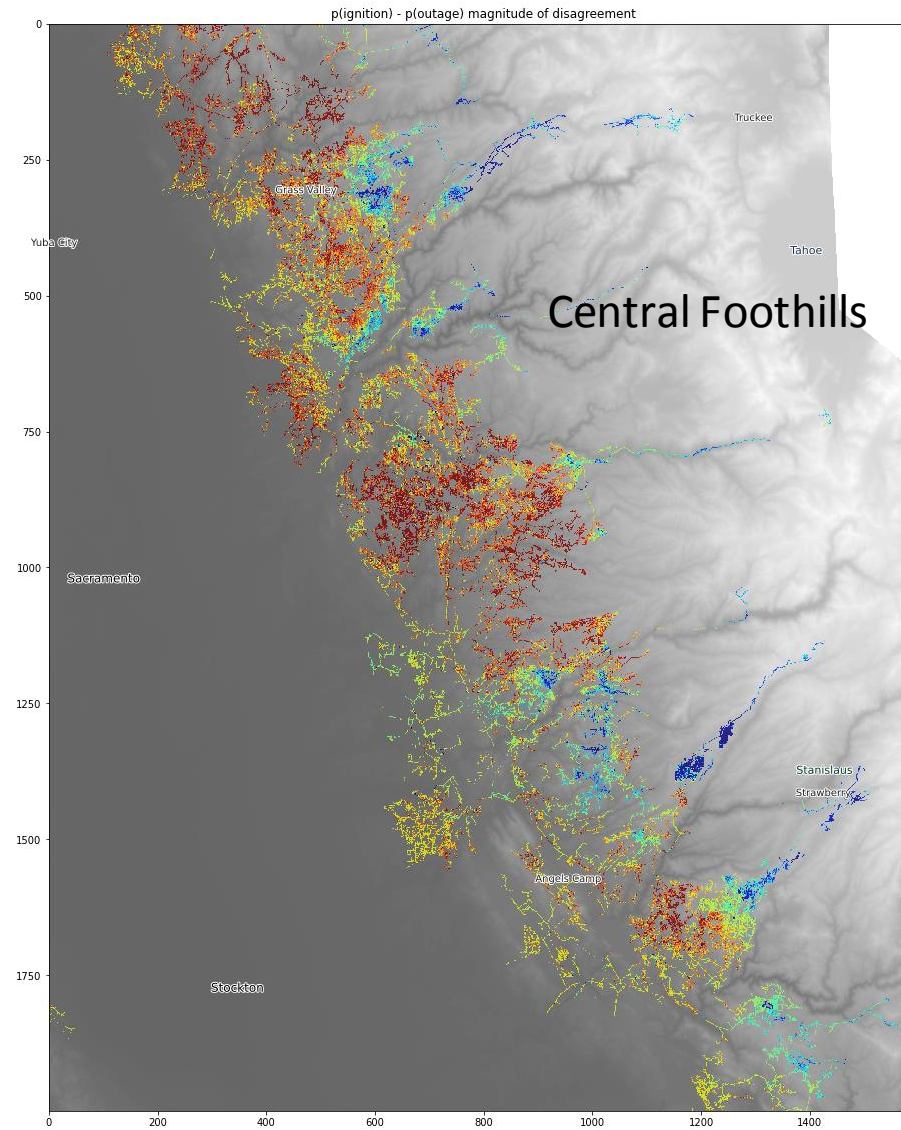 p(ignition) - p(outage) magnitude of disagreement
0
250
500
750
1000
1250
1500
1750
Truckee
Grass Valley
Yuba City
Tahoe
Central Foothills
Sacramento
Stanislaus
Strawberry
Angels Camp
Stockton
0 200 400 600 800 1000 1200 1400